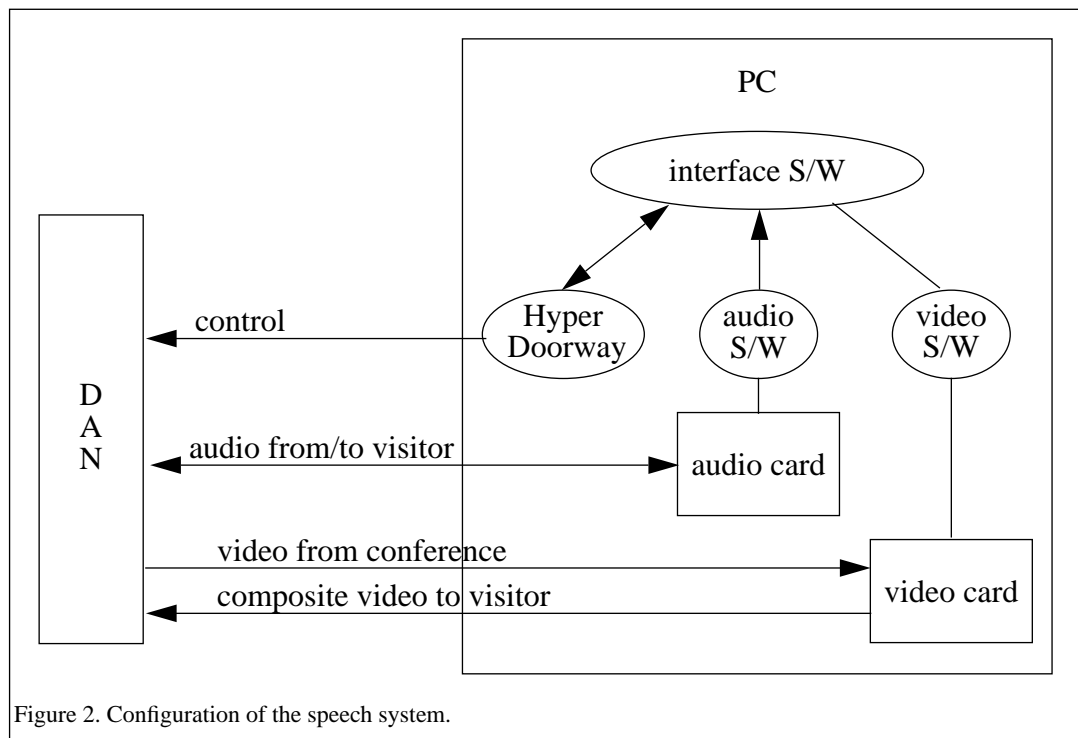 PC
interface S/W
Hyper
Doorway
audio
S/W
video
S/W
control
D
A
N
audio from/to visitor
audio card
video from conference
composite video to visitor
video card
Figure 2. Configuration of the speech system.